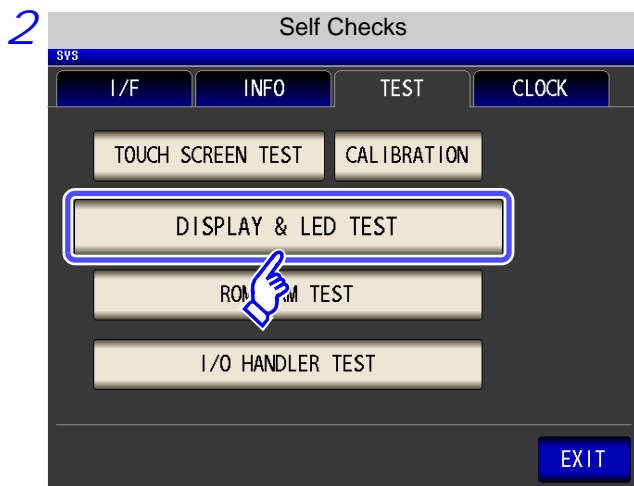 2
Self Checks
SYS
I/F INFO TEST CLOCK
TOUCH SCREEN TEST CALIBRATION
DISPLAY & LED TEST
TEST
I/O HANDLER TEST
EXIT